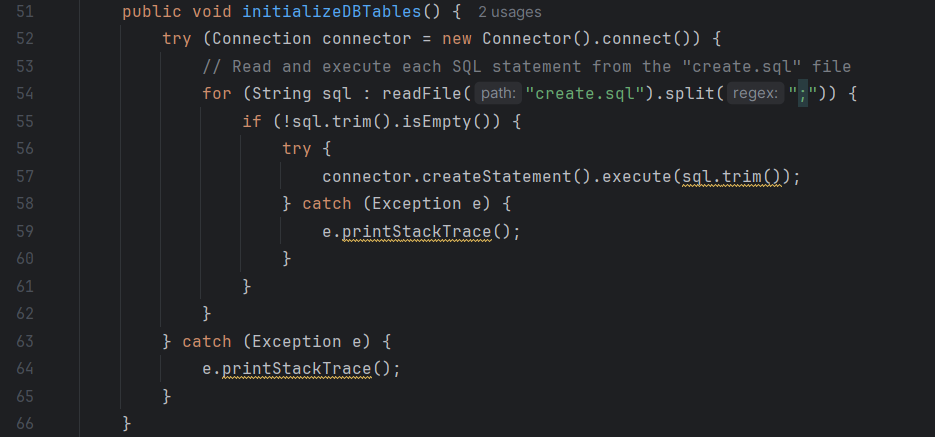 51 public void initializeDBTables() { 2 usages
52 try (Connection connector = new Connector().connect()) {
53 // Read and execute each SQL statement from the "create.sql" file
54 for (String sql : readFile( path: "create.sql").split( regex: ";")) {
55 if (!sql.trim().isEmpty()) {
56 try {
57 connector.createStatement().execute(sql.trim());
58 } catch (Exception e) {
59 e.printStackTrace();
60 }
61 }
62 }
63 } catch (Exception e) {
64 e.printStackTrace();
65 }
66 }